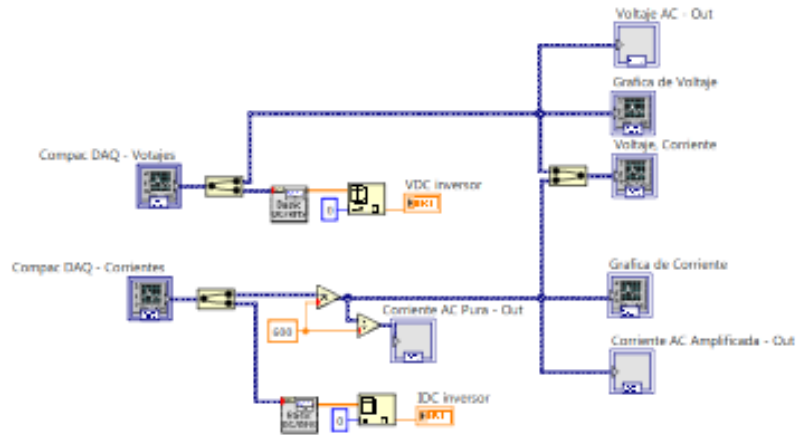 Voltaje AC - Out
Grafica de Voltaje
Compac DAQ - Votajes
Voltaje, Corriente
VDC inversor
0
Compac DAQ - Corrientes
Grafica de Corriente
Corriente AC Pura - Out
600
Corriente AC Amplificada - Out
IDC inversor
0